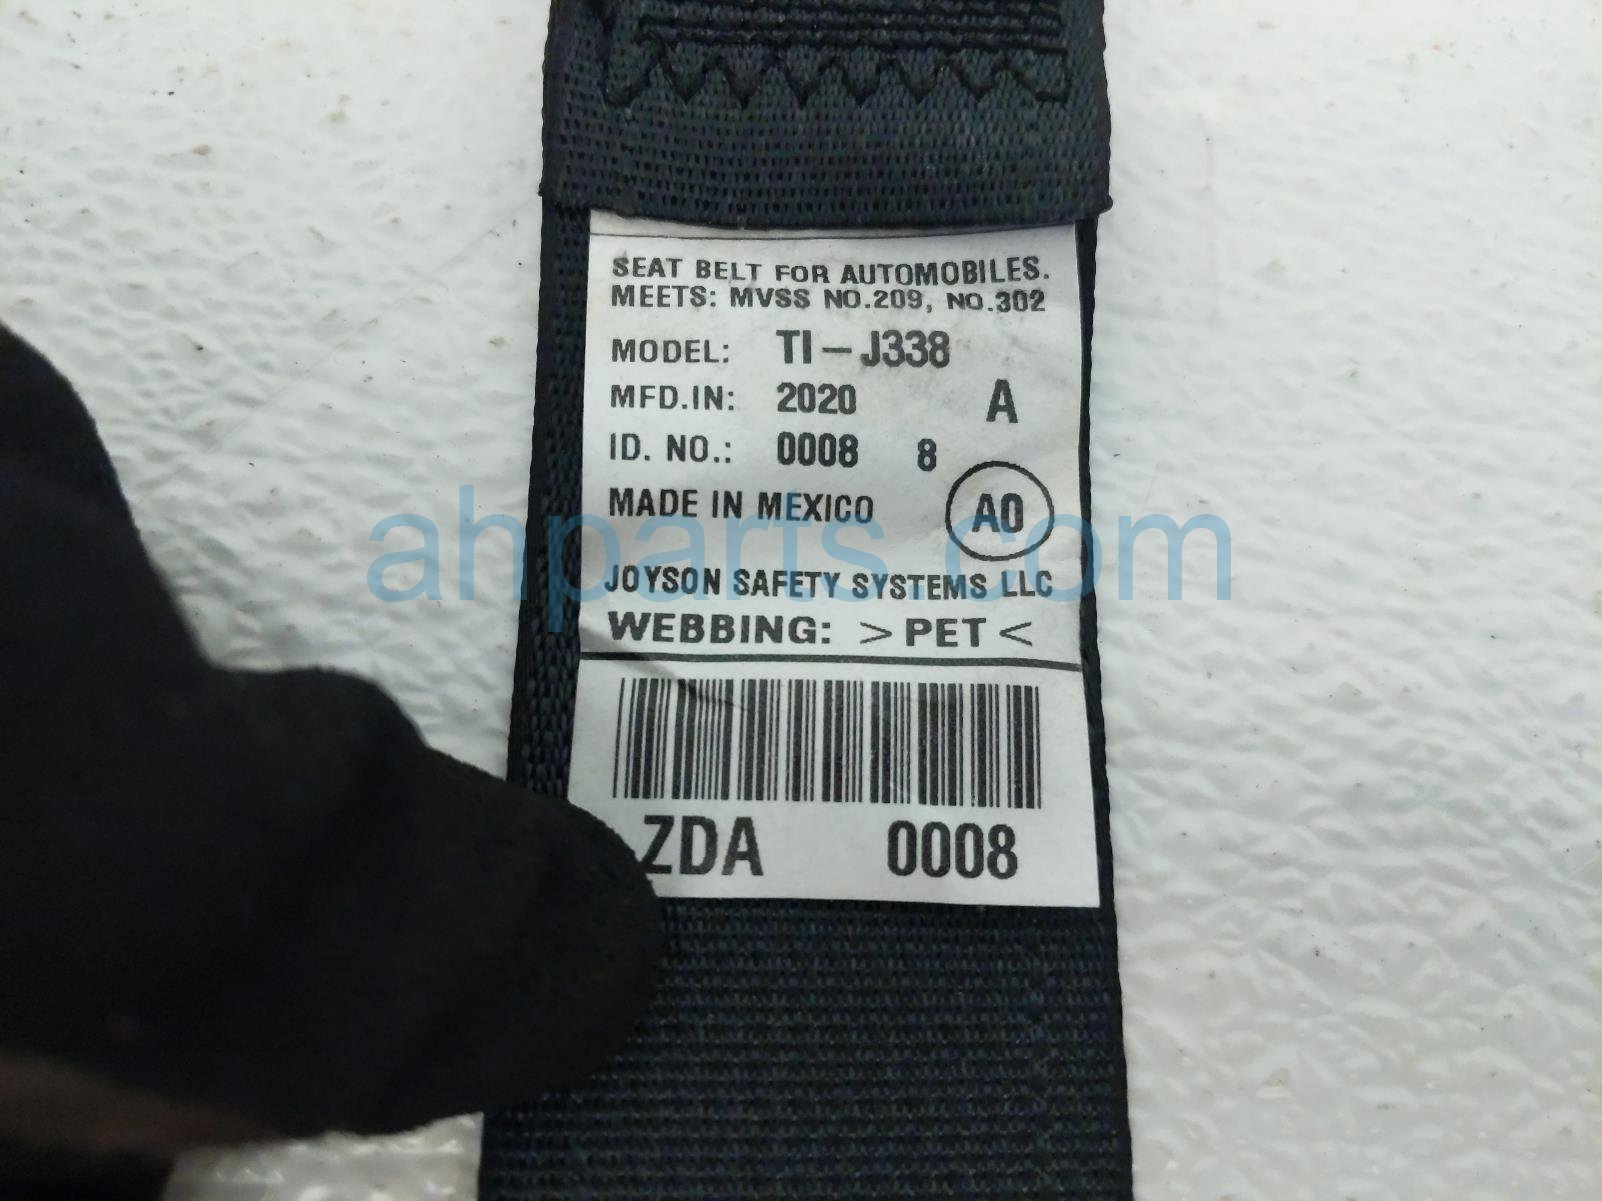 SEAT BELT FOR AUTOMOBILES.
MEETS: MVSS NO.209, NO.302
MODEL: TI-J338
MFD.IN: 2020 A
ID. NO.: 0008 8
MADE IN MEXICO A0
ahparts.com
JOYSON SAFETY SYSTEMS LLC
WEBBING: >PET<
ZDA 0008